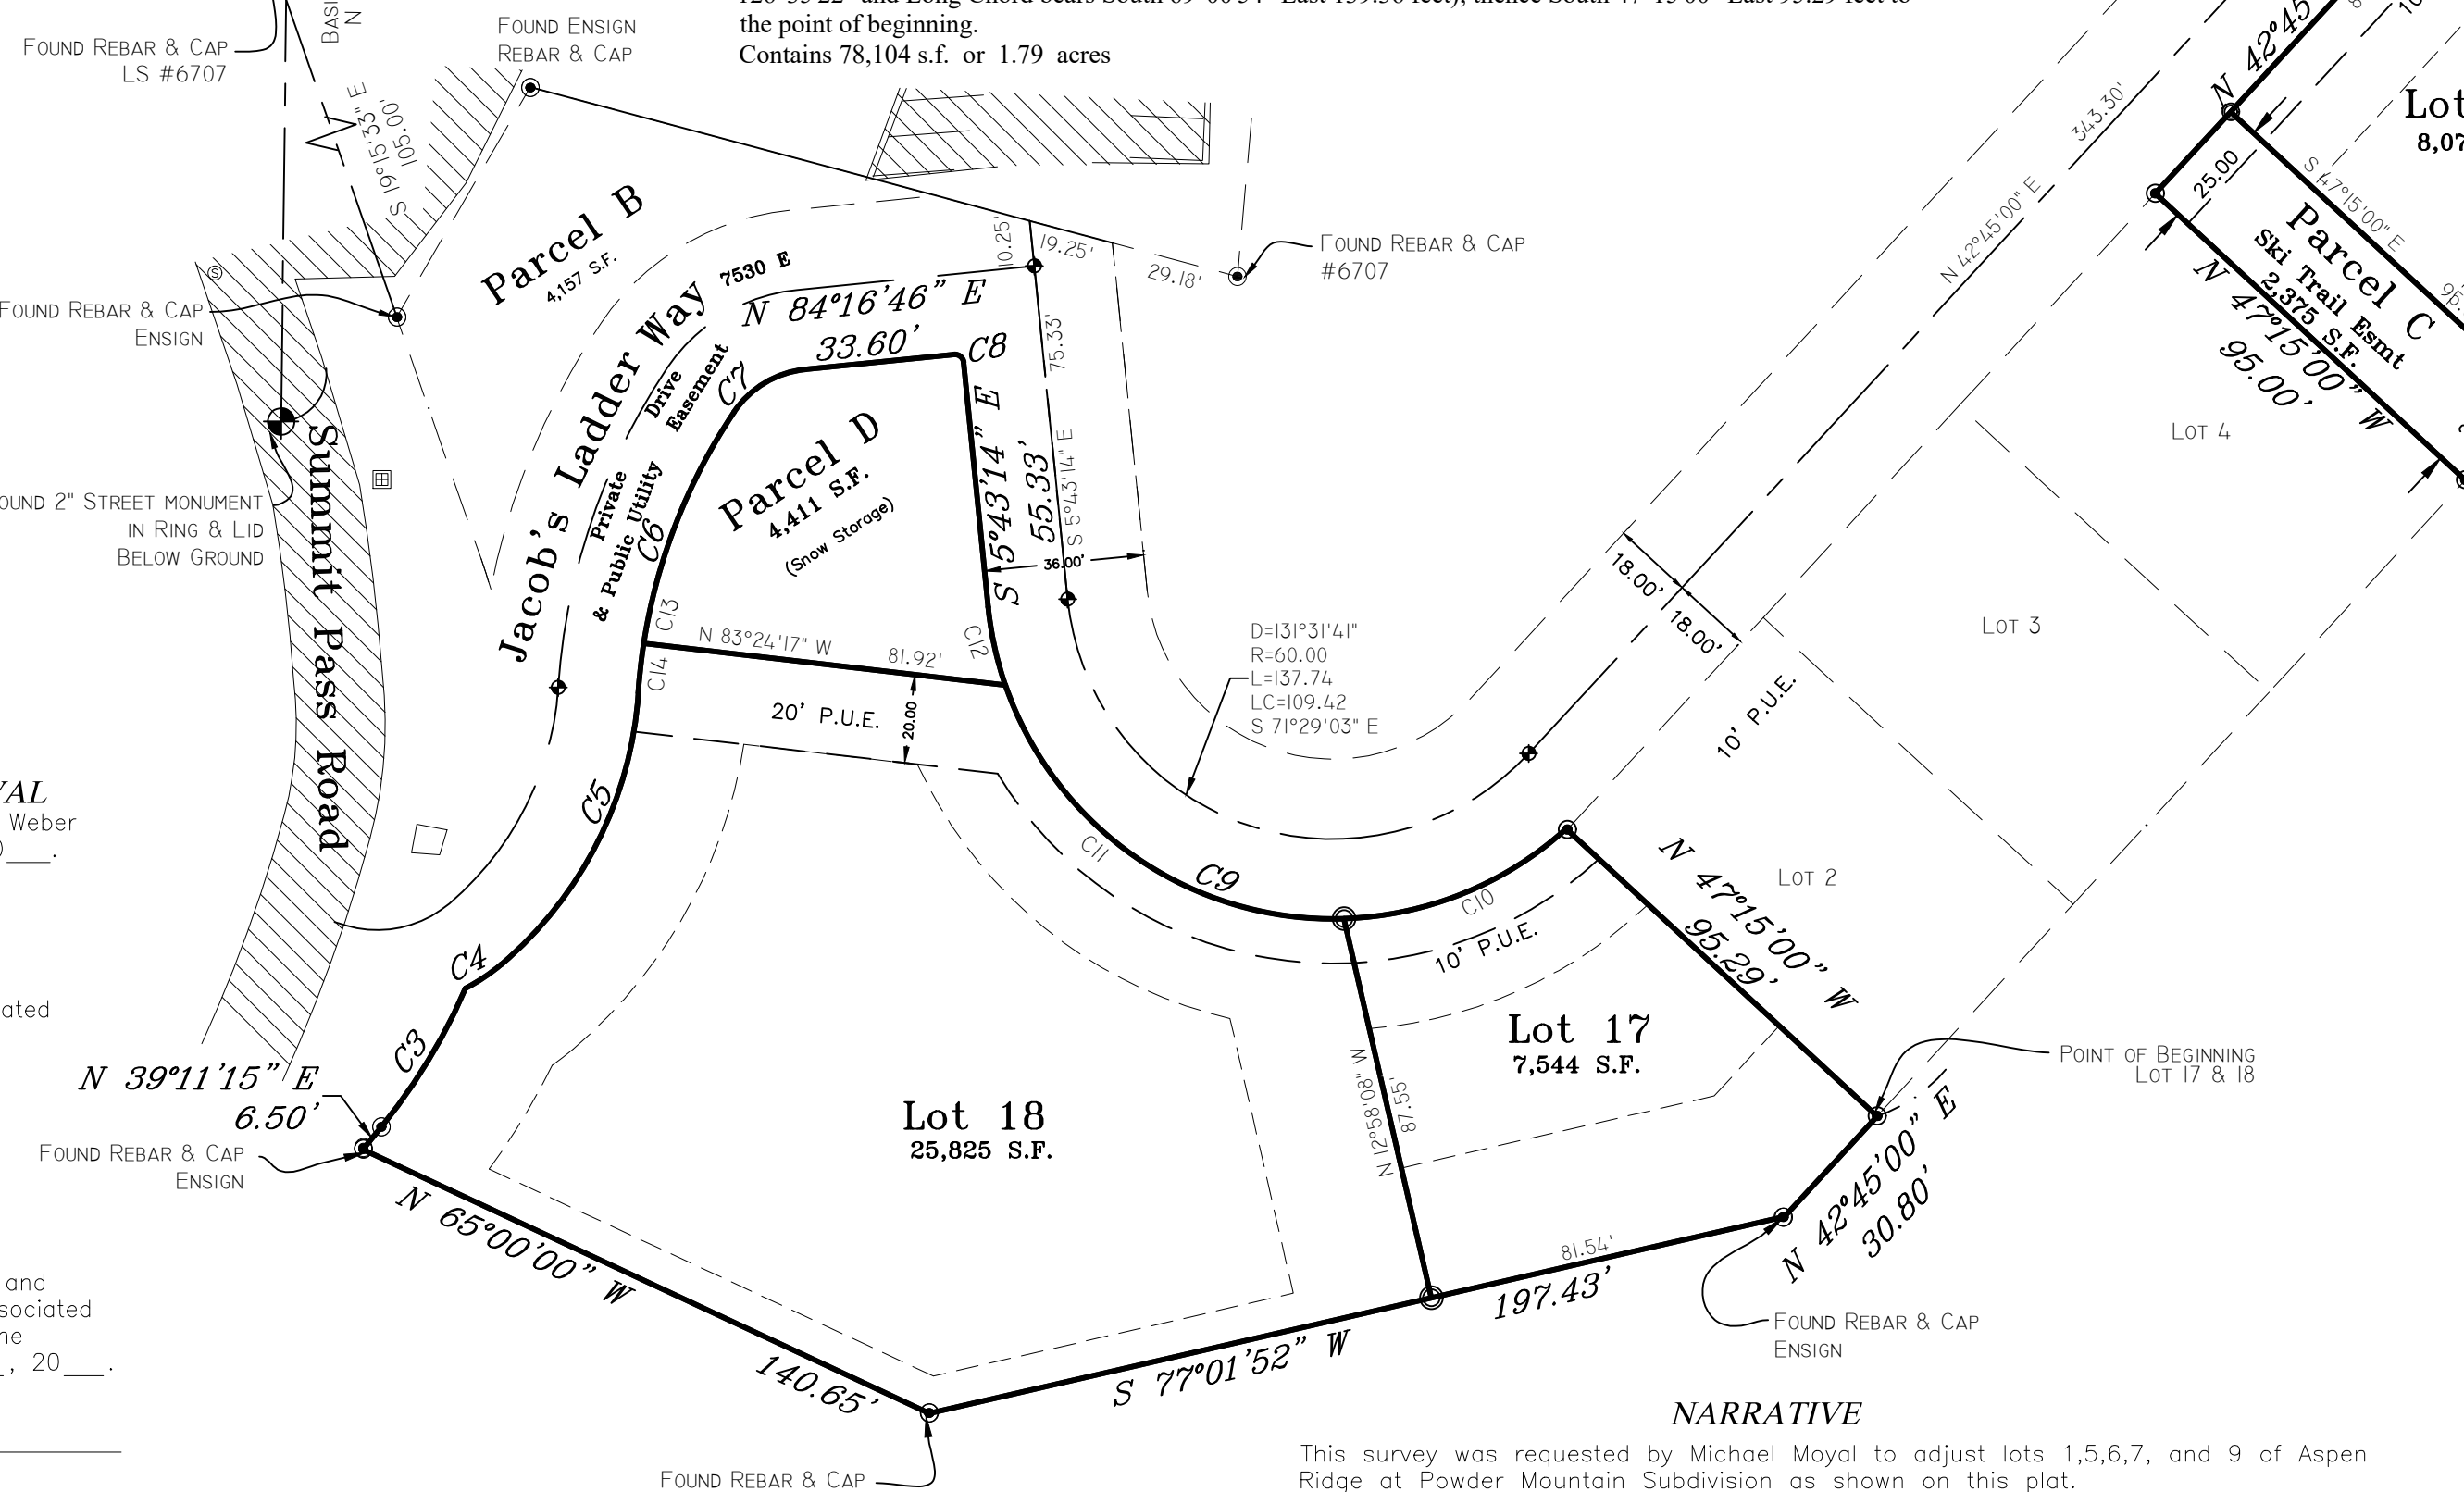 the point of beginning.
Contains 78,104 s.f. or 1.79 acres
FOUND REBAR & CAP
LS #6707
N
FOUND ENSIGN
REBAR & CAP
S 19°15'33" E
105.00'
Parcel B
4,157 S.F.
10.25'
19.25'
29.18'
FOUND REBAR & CAP
#6707
343.30'
N 42°45'00" E
N 42°45
25.00
S 47°15'00" E
Parcel C
Ski Trail Esmt
2,375 S.F.
N 47°15'00" W
95.00'
LOT 4
FOUND REBAR & CAP
ENSIGN
Jacob's Ladder Way 7530 E
N 84°16'46" E
33.60'
C8
C7
Private Drive
& Public Utility Easement
75.33'
S 5°43'14" E
S 5°43'14" E
55.33'
36.00'
Parcel D
4,411 S.F.
(Snow Storage)
C6
C13
C12
2" STREET MONUMENT
IN RING & LID
BELOW GROUND
Summit Pass Road
18.00'
18.00'
LOT 3
N 83°24'17" W
81.92'
C14
20' P.U.E.
20.00
D=131°31'41"
R=60.00
L=137.74
LC=109.42
S 71°29'03" E
10' P.U.E.
C5
C11
C9
C10
10' P.U.E.
LOT 2
N 47°15'00" W
95.29'
Weber
C4
C3
N 39°11'15" E
6.50'
FOUND REBAR & CAP
ENSIGN
Lot 17
7,544 S.F.
N 12°58'08" W
87.55'
POINT OF BEGINNING
LOT 17 & 18
Lot 18
25,825 S.F.
N 42°45'00" E
30.80'
81.54'
197.43'
FOUND REBAR & CAP
ENSIGN
N 65°00'00" W
140.65'
S 77°01'52" W
and
, 20___.
FOUND REBAR & CAP
NARRATIVE
This survey was requested by Michael Moyal to adjust lots 1,5,6,7, and 9 of Aspen
Ridge at Powder Mountain Subdivision as shown on this plat.